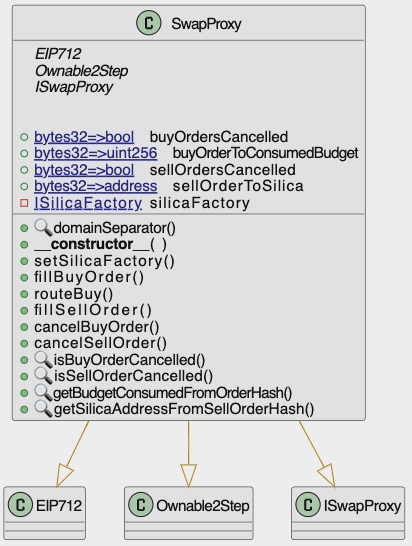 C SwapProxy
EIP712
Ownable2Step
ISwapProxy
bytes32=>bool buyOrdersCancelled
bytes32=>uint256 buyOrderToConsumedBudget
bytes32=>bool sellOrdersCancelled
bytes32=>address sellOrderToSilica
ISilicaFactory silicaFactory
domainSeparator()
__constructor__( )
setSilicaFactory()
fillBuyOrder()
routeBuy()
fillSellOrder()
cancelBuyOrder()
cancelSellOrder()
isBuyOrderCancelled()
isSellOrderCancelled()
getBudgetConsumedFromOrderHash()
getSilicaAddressFromSellOrderHash()
C EIP712
C Ownable2Step
C ISwapProxy